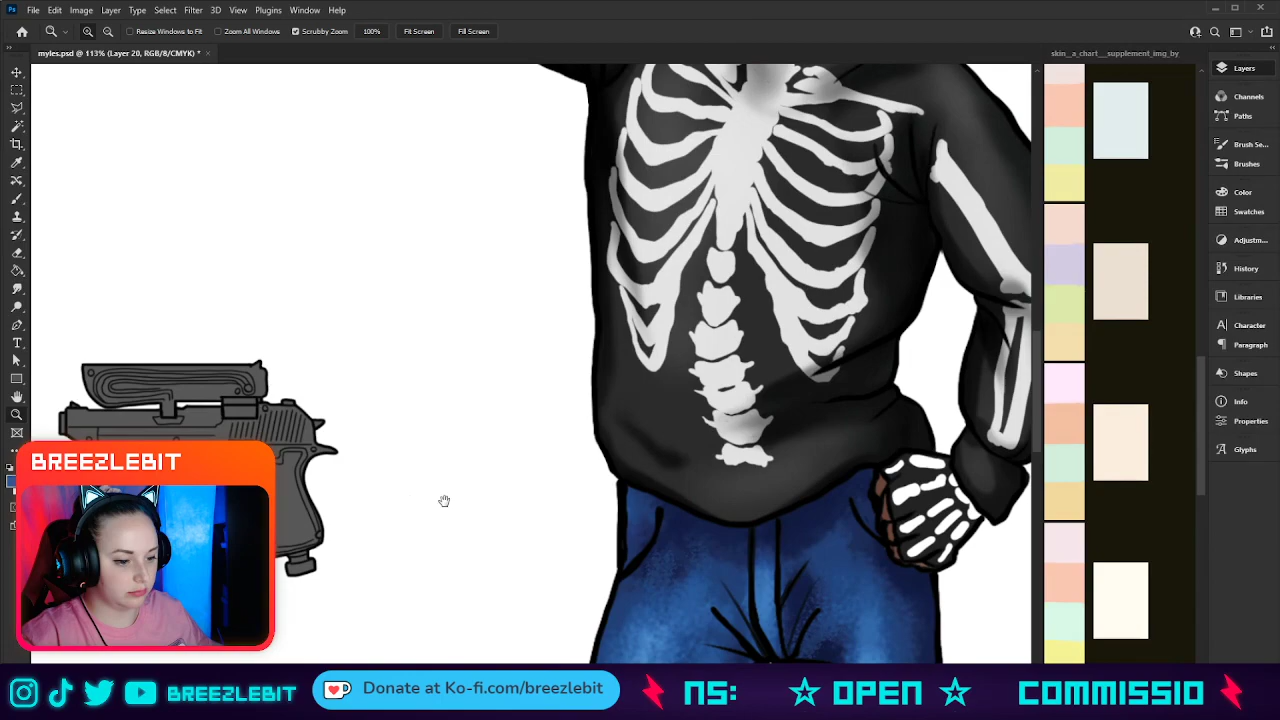 Ps File Edit Image Layer Type Select Filter 3D View Plugins Window Help
Resize Windows to Fit Zoom All Windows Scrubby Zoom 100% Fit Screen Fill Screen
myles.psd @ 113% (Layer 20, RGB/8/CMYK) * ×
skin__a_chart__supplement_img_by
Layers
Channels
Paths
Brush Se...
Brushes
Color
Swatches
Adjustm...
History
Libraries
Character
Paragraph
Shapes
Info
Properties
Glyphs
BREEZLEBIT
BREEZLEBIT Donate at Ko-fi.com/breezlebit NS: OPEN COMMISSIO